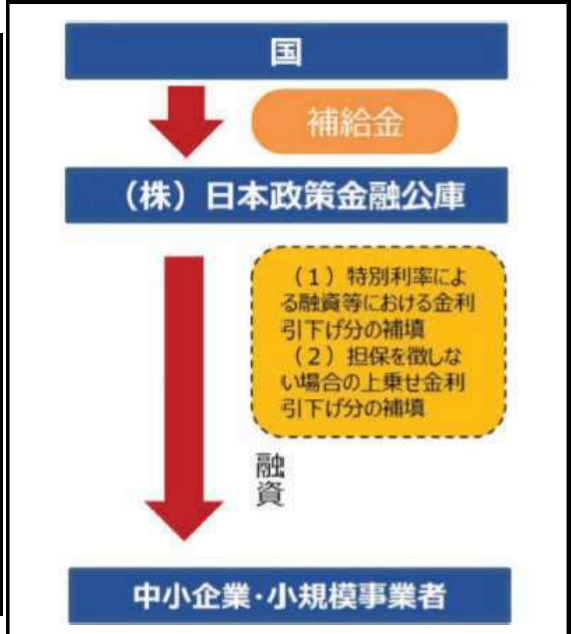 国
補給金
（株）日本政策金融公庫
（１）特別利率によ
る融資等における金利
引下げ分の補填
（２）担保を徴しな
い場合の上乗せ金利
引下げ分の補填
融資
中小企業・小規模事業者